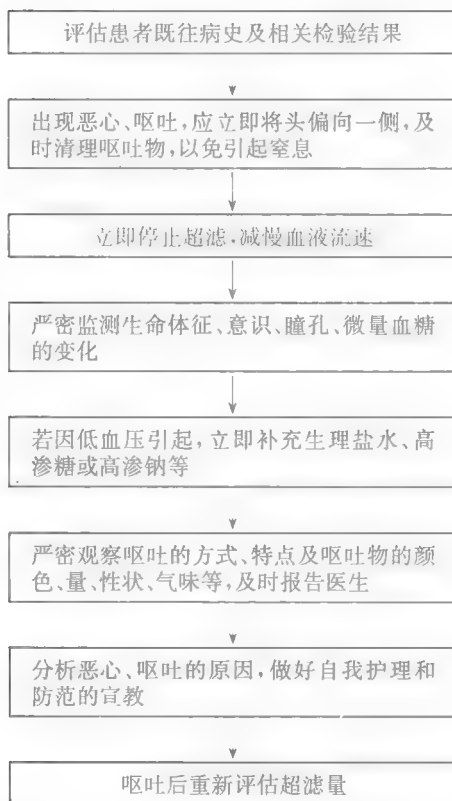 评估患者既往病史及相关检验结果
出现恶心、呕吐,应立即将头偏向一侧,及
时清理呕吐物,以免引起窒息
立即停止超滤,减慢血液流速
严密监测生命体征、意识、瞳孔、微量血糖
的变化
若因低血压引起,立即补充生理盐水、高
渗糖或高渗钠等
严密观察呕吐的方式、特点及呕吐物的颜
色、量、性状、气味等,及时报告医生
分析恶心、呕吐的原因,做好自我护理和
防范的宣教
呕吐后重新评估超滤量